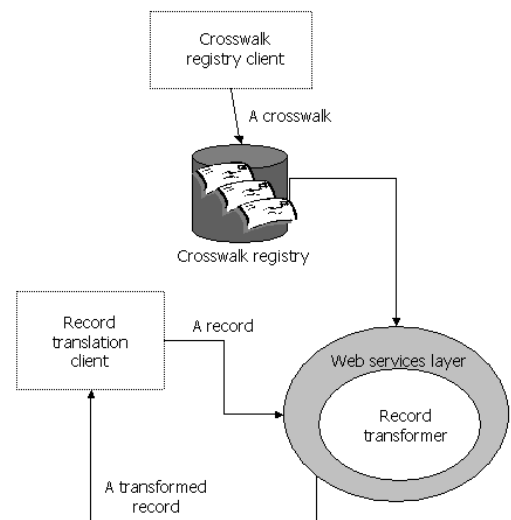 Crosswalk
registry client
A crosswalk
Crosswalk registry
Record
translation
client
A record
Web services layer
Record
transformer
A transformed
record